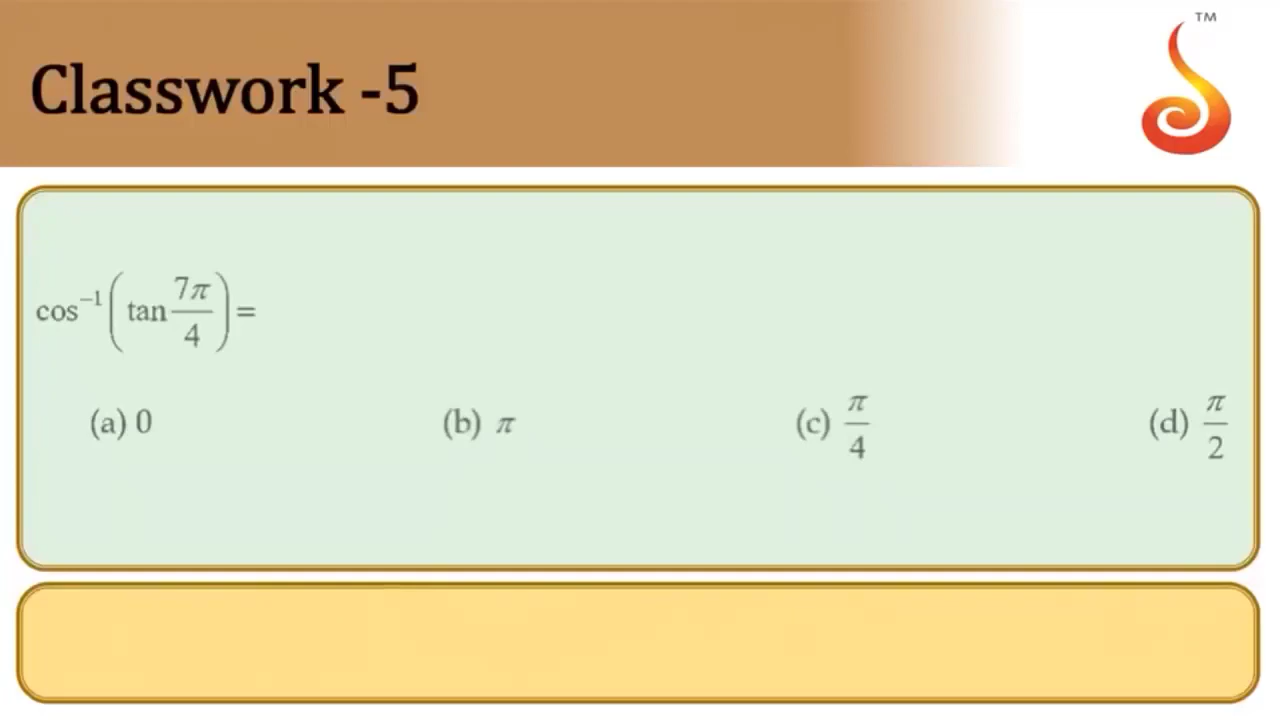 TM
Classwork -5
cos⁻¹(tan 7π/4) =
(a) 0 (b) π (c) π/4 (d) π/2